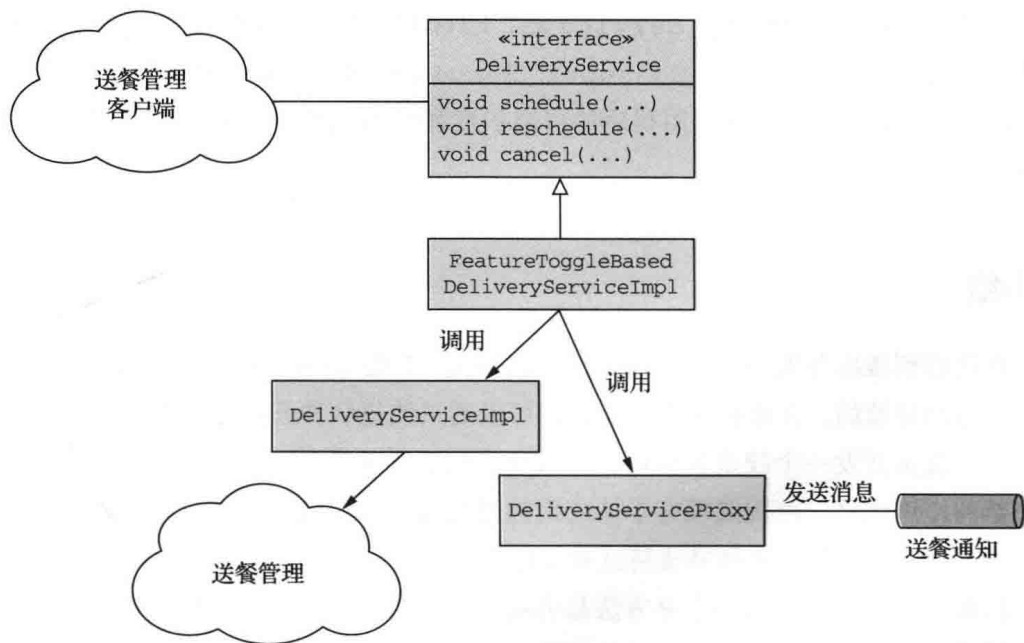 送餐管理
客户端
«interface»
DeliveryService
void schedule(...)
void reschedule(...)
void cancel(...)
FeatureToggleBased
DeliveryServiceImpl
调用
调用
DeliveryServiceImpl
DeliveryServiceProxy
发送消息
送餐通知
送餐管理